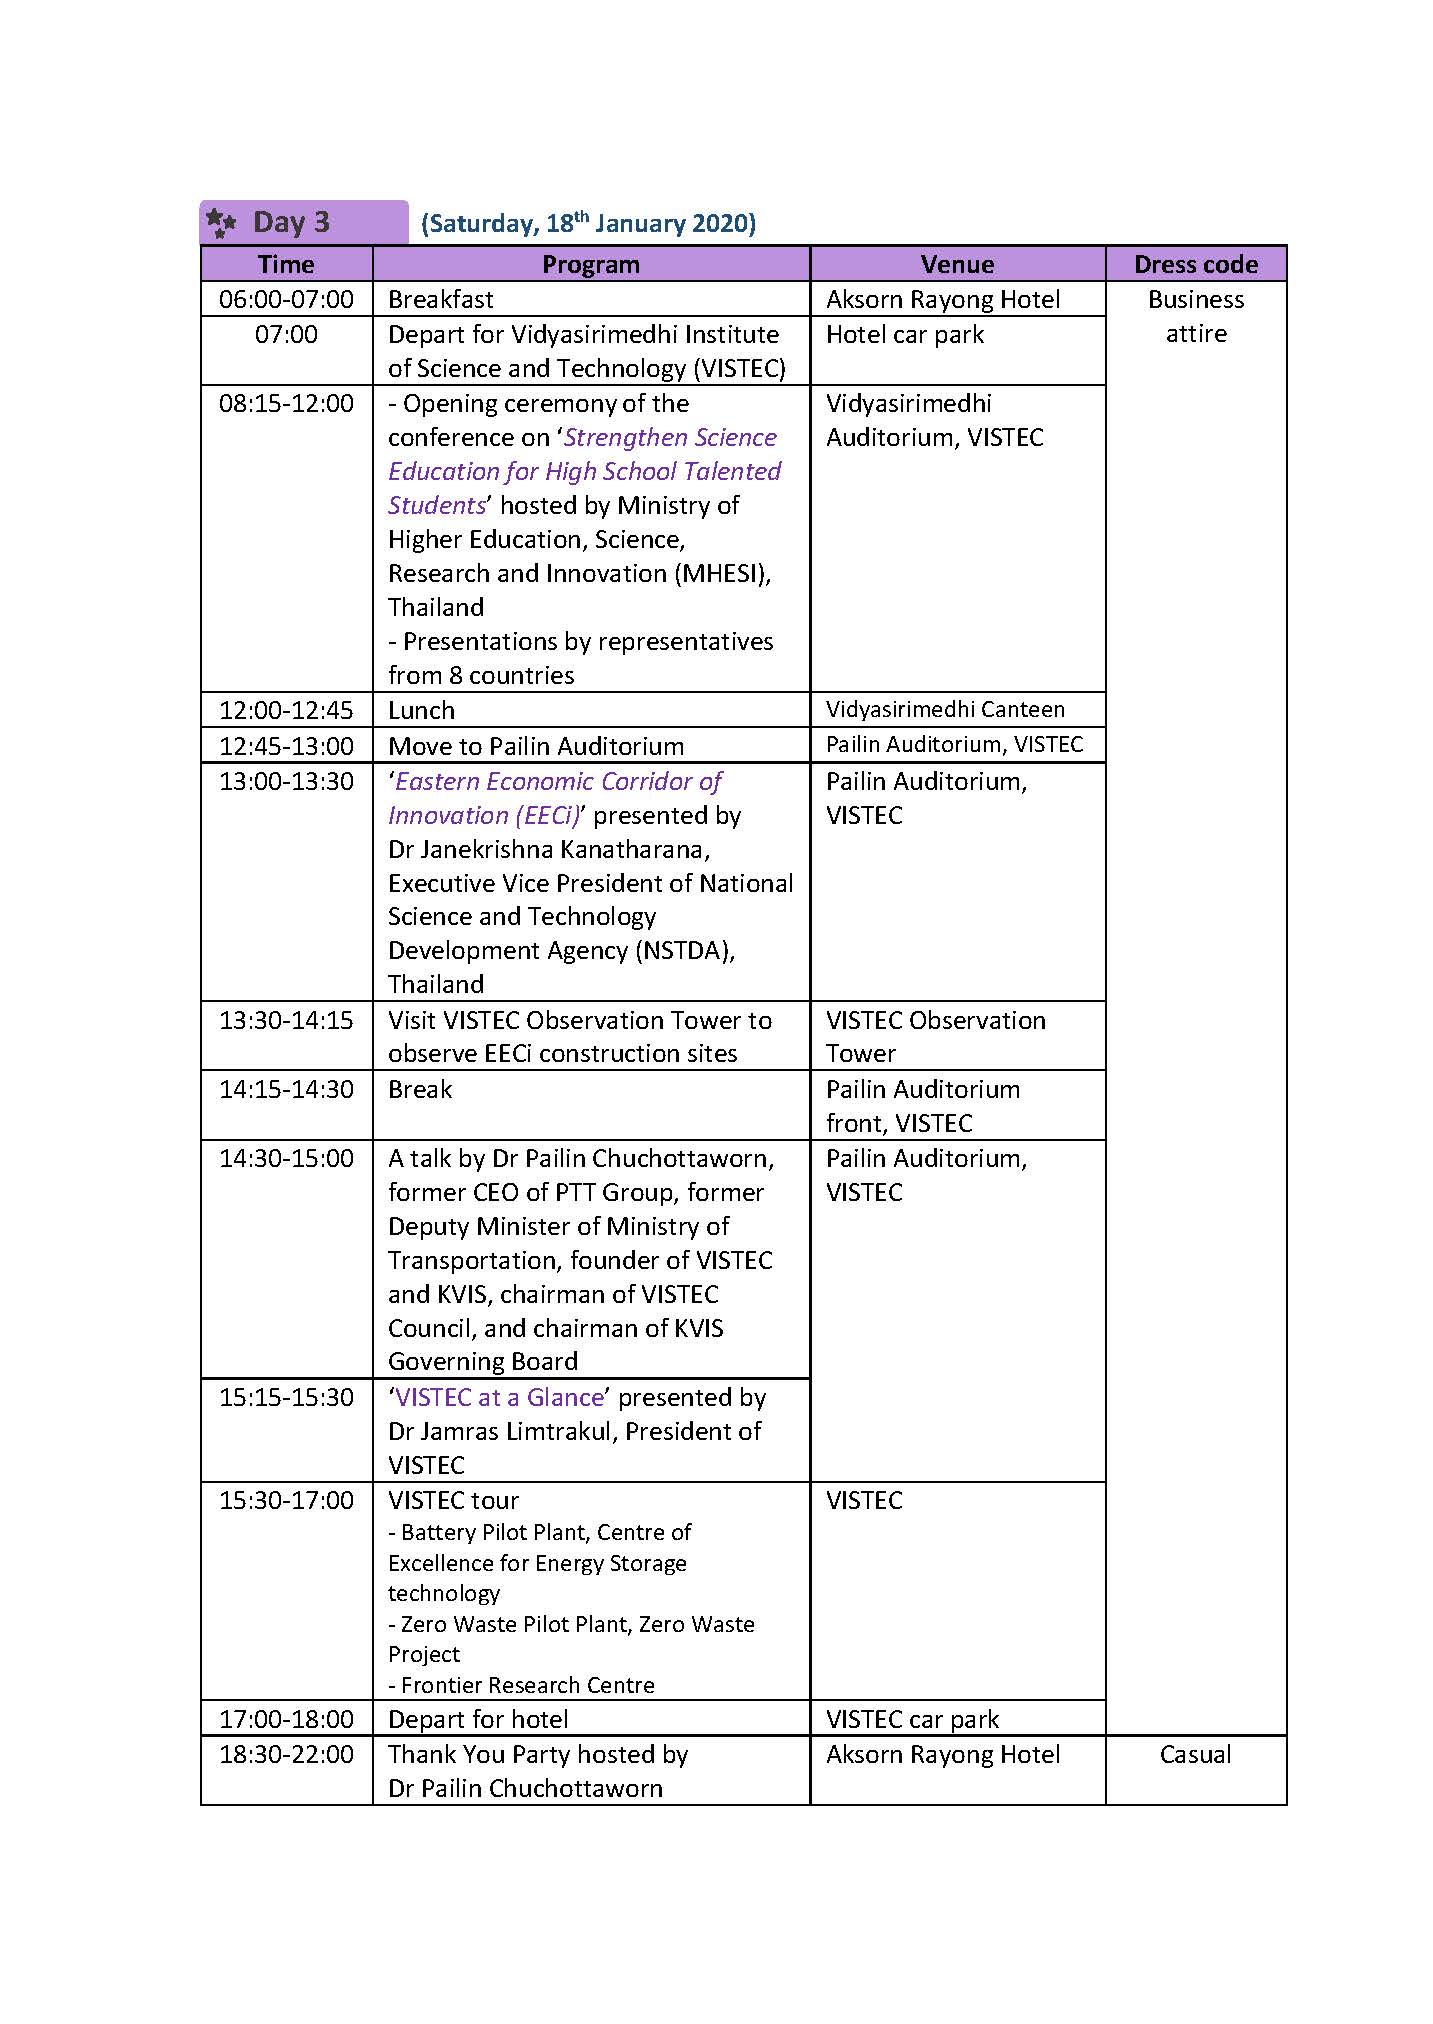 Day 3 (Saturday, 18th January 2020)
Time Program Venue Dress code
06:00-07:00 Breakfast Aksorn Rayong Hotel Business
attire
07:00 Depart for Vidyasirimedhi Institute Hotel car park
of Science and Technology (VISTEC)
08:15-12:00 - Opening ceremony of the Vidyasirimedhi
conference on ‘Strengthen Science Auditorium, VISTEC
Education for High School Talented
Students’ hosted by Ministry of
Higher Education, Science,
Research and Innovation (MHESI),
Thailand
- Presentations by representatives
from 8 countries
12:00-12:45 Lunch Vidyasirimedhi Canteen
12:45-13:00 Move to Pailin Auditorium Pailin Auditorium, VISTEC
13:00-13:30 ‘Eastern Economic Corridor of Pailin Auditorium,
Innovation (EECi)’ presented by VISTEC
Dr Janekrishna Kanatharana,
Executive Vice President of National
Science and Technology
Development Agency (NSTDA),
Thailand
13:30-14:15 Visit VISTEC Observation Tower to VISTEC Observation
observe EECi construction sites Tower
14:15-14:30 Break Pailin Auditorium
front, VISTEC
14:30-15:00 A talk by Dr Pailin Chuchottaworn, Pailin Auditorium,
former CEO of PTT Group, former VISTEC
Deputy Minister of Ministry of
Transportation, founder of VISTEC
and KVIS, chairman of VISTEC
Council, and chairman of KVIS
Governing Board
15:15-15:30 ‘VISTEC at a Glance’ presented by
Dr Jamras Limtrakul, President of
VISTEC
15:30-17:00 VISTEC tour VISTEC
- Battery Pilot Plant, Centre of
Excellence for Energy Storage
technology
- Zero Waste Pilot Plant, Zero Waste
Project
- Frontier Research Centre
17:00-18:00 Depart for hotel VISTEC car park
18:30-22:00 Thank You Party hosted by Aksorn Rayong Hotel Casual
Dr Pailin Chuchottaworn